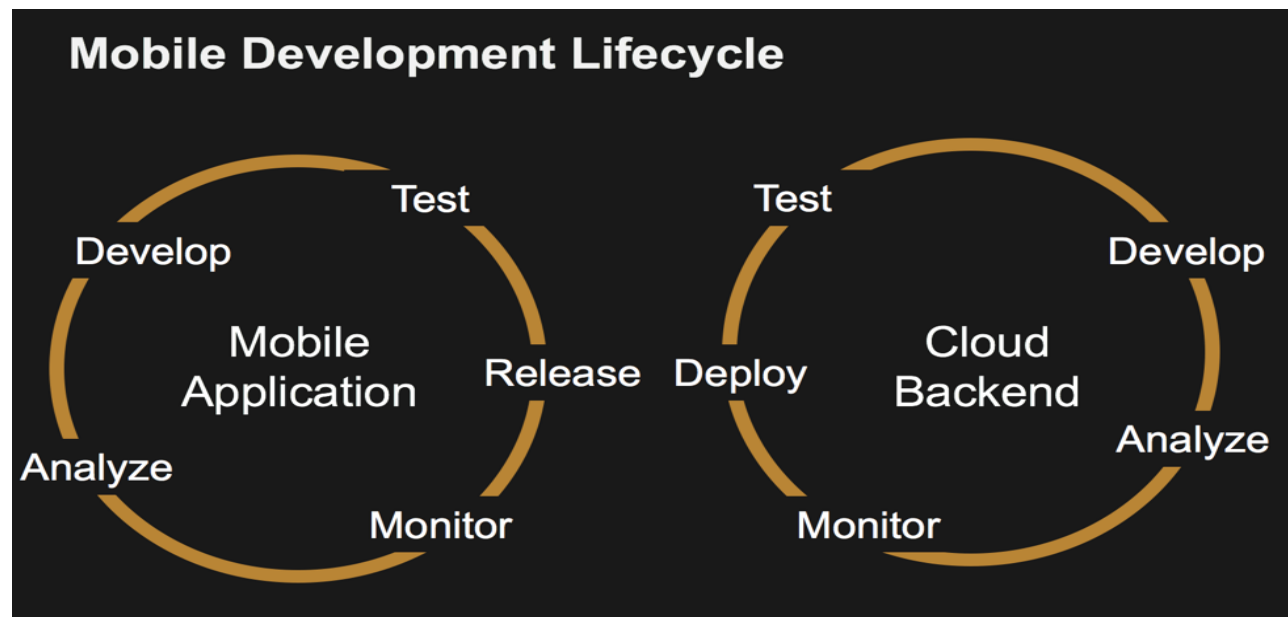 Mobile Development Lifecycle
Test
Develop
Mobile
Application
Release
Analyze
Monitor
Test
Develop
Cloud
Backend
Deploy
Analyze
Monitor